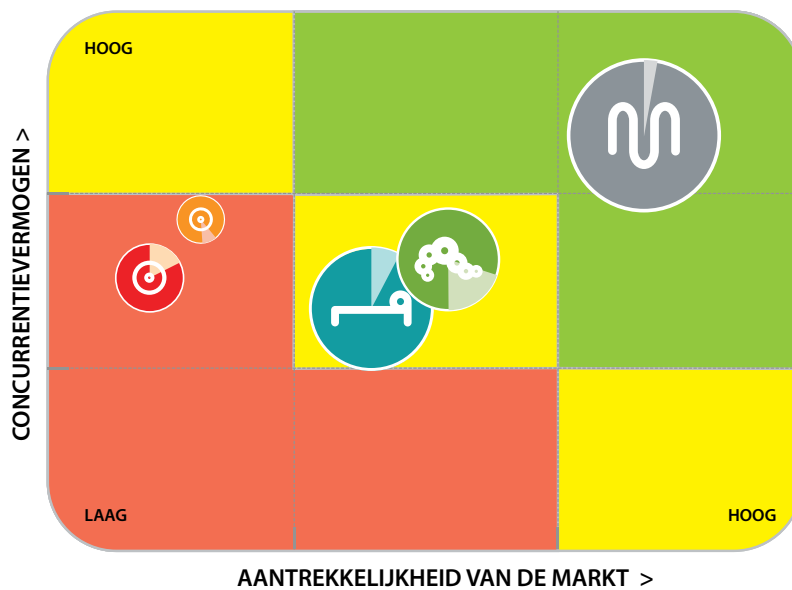 HOOG
CONCURRENTIEVERMOGEN >
LAAG
HOOG
AANTREKKELIJKHEID VAN DE MARKT >